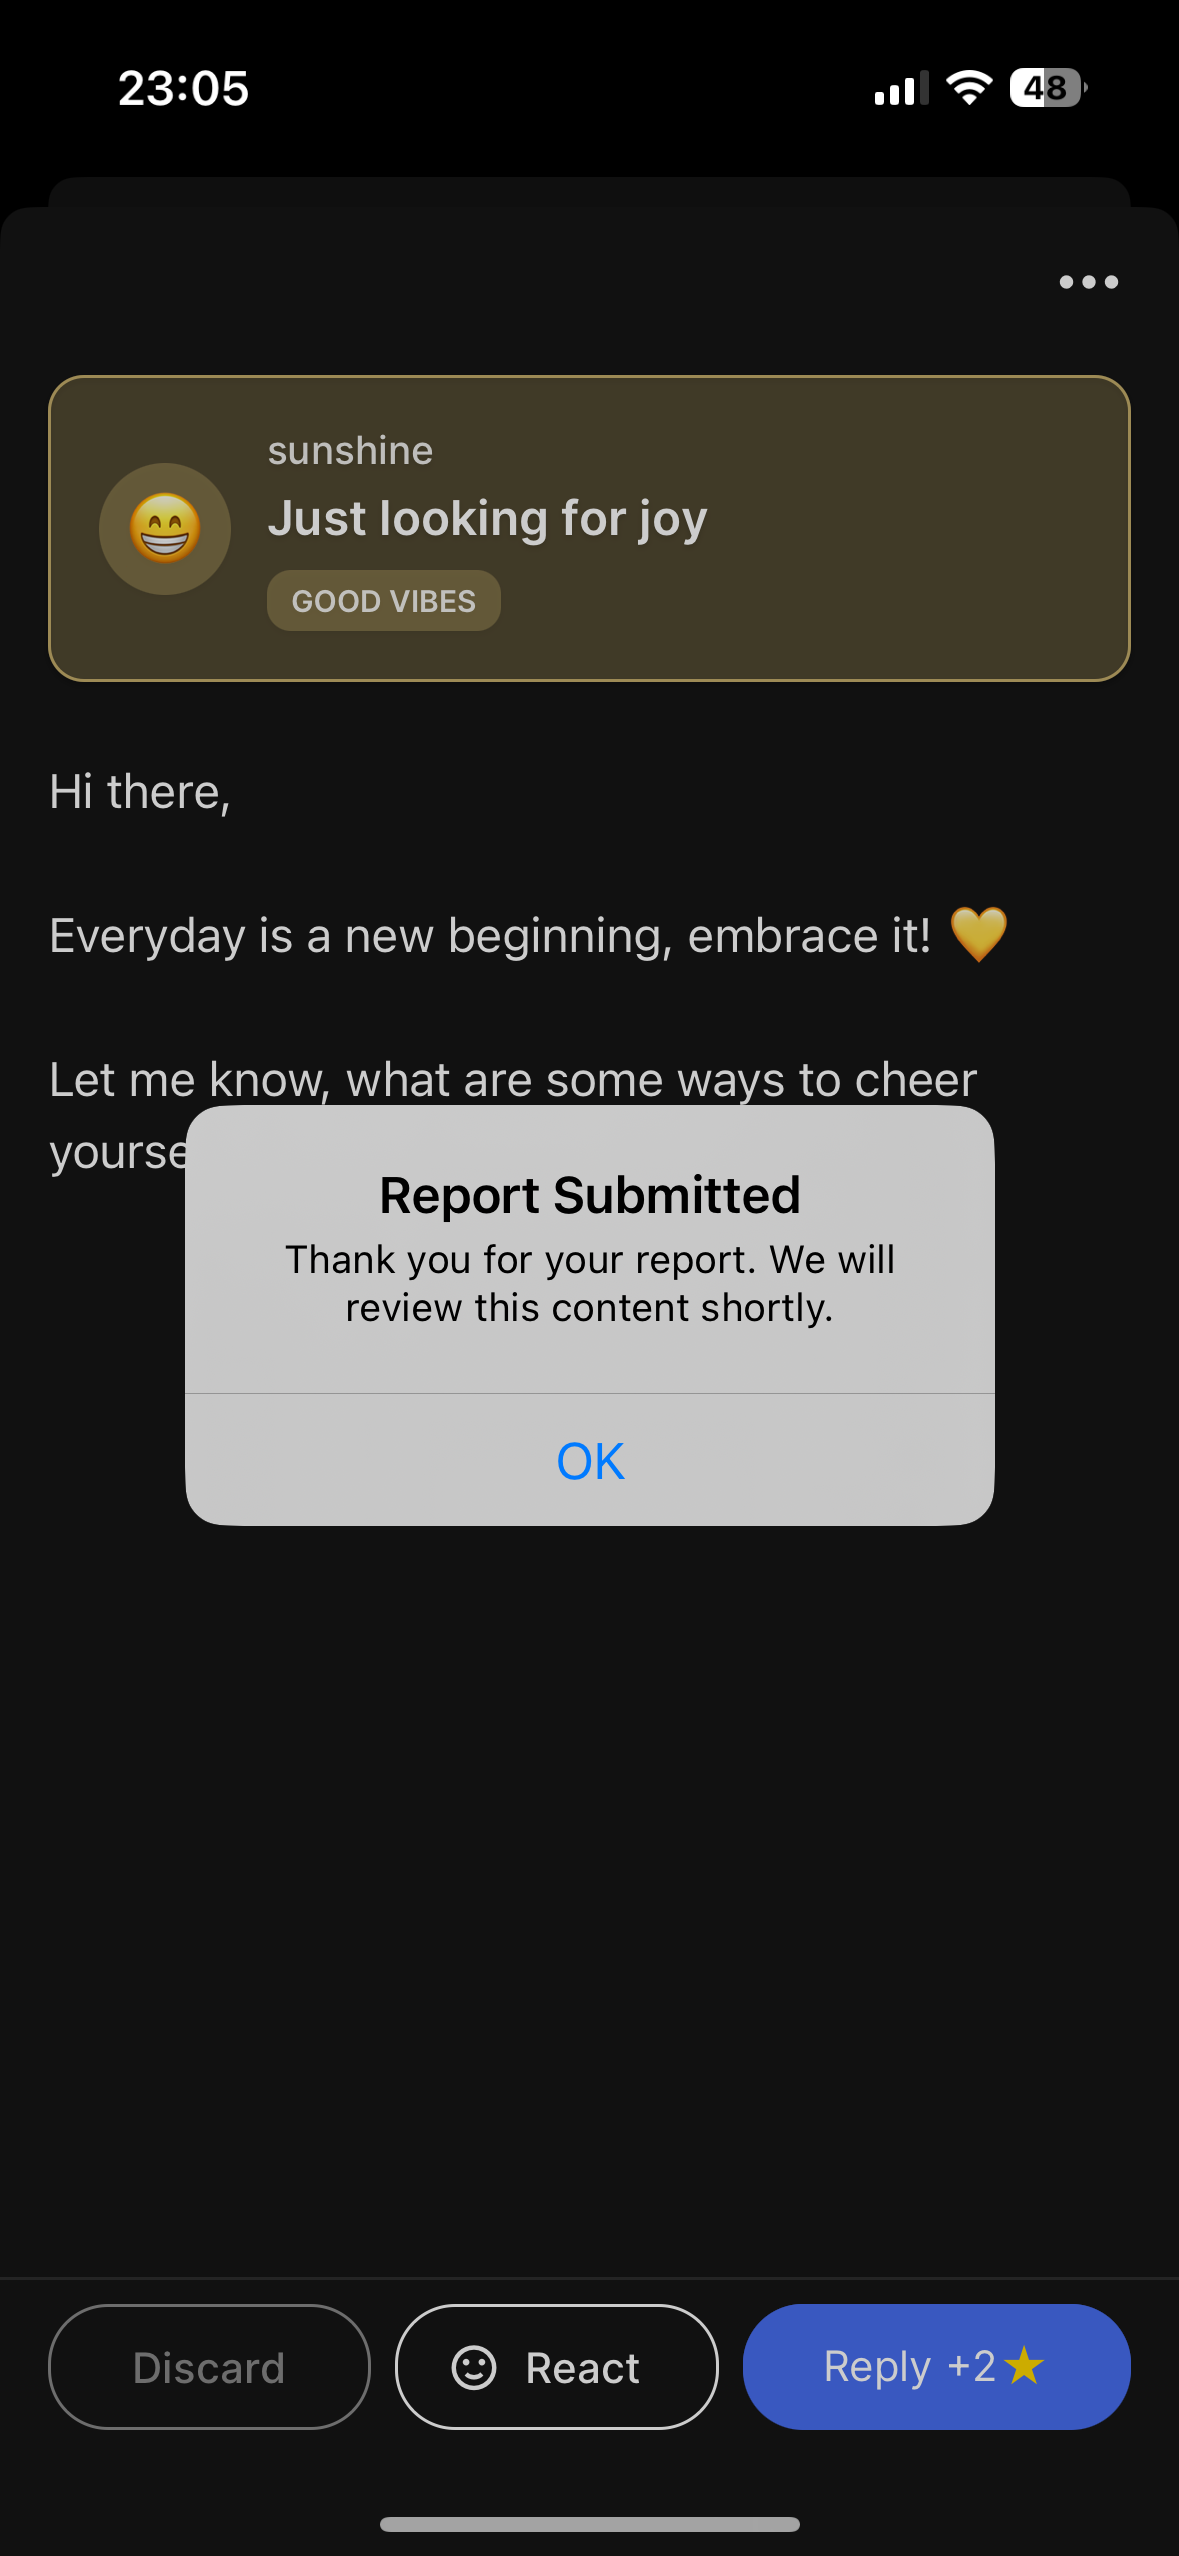 23:05
48
sunshine
Just looking for joy
GOOD VIBES
Hi there,
Everyday is a new beginning, embrace it! 💛
Let me know, what are some ways to cheer
Report Submitted
Thank you for your report. We will
review this content shortly.
OK
Discard
React
Reply +2★